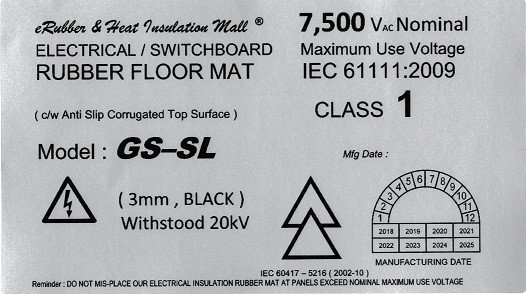 eRubber & Heat Insulation Mall ®
ELECTRICAL / SWITCHBOARD
RUBBER FLOOR MAT
( c/w Anti Slip Corrugated Top Surface )
Model : GS–SL
( 3mm , BLACK )
Withstood 20kV
7,500 VAC Nominal
Maximum Use Voltage
IEC 61111:2009
CLASS 1
Mfg Date :
1 2 3 4 5 6 7 8 9 10 11 12
2018 2019 2020 2021
2022 2023 2024 2025
MANUFACTURING DATE
IEC 60417 – 5216 ( 2002-10 )
Reminder : DO NOT MIS-PLACE OUR ELECTRICAL INSULATION RUBBER MAT AT PANELS EXCEED NOMINAL MAXIMUM USE VOLTAGE